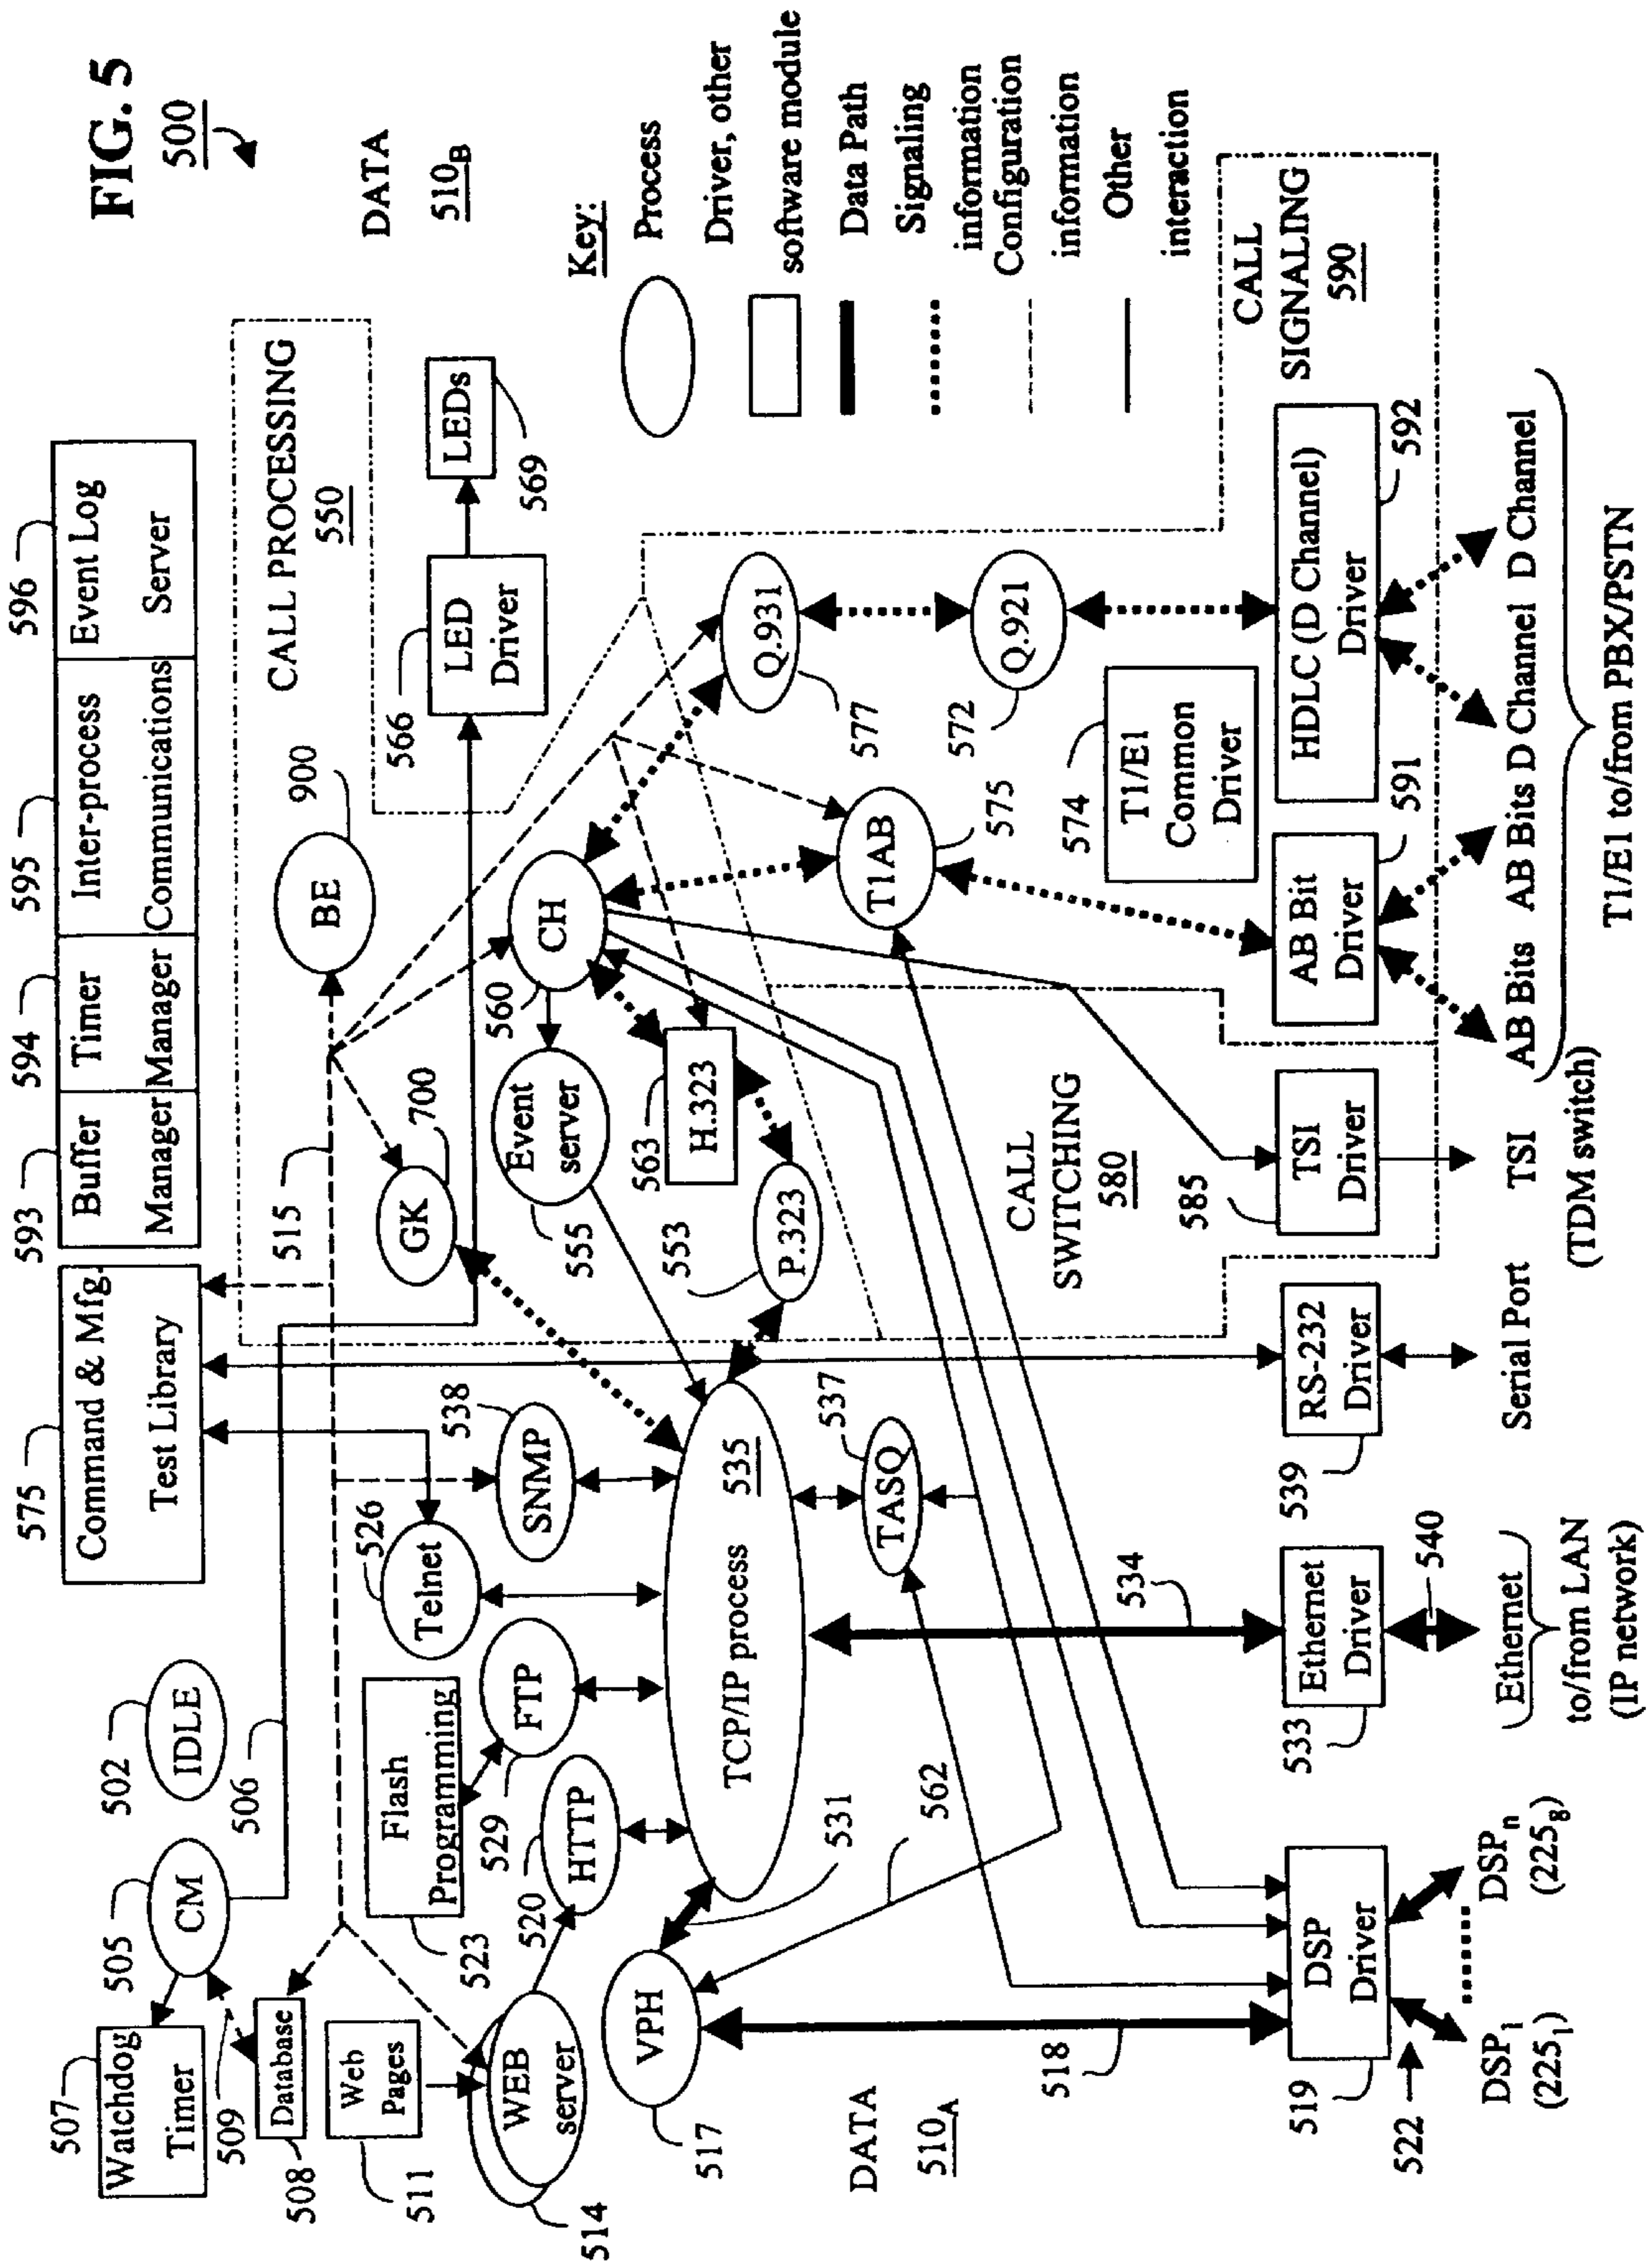 FIG. 5
500
593
594
595
596
575
Command & Mfg.
Test Library
Buffer
Manager
Timer
Manager
Inter-process
Communications
Event Log
Server
507
Watchdog
Timer
505
CM
502
IDLE
506
509
508
Database
511
Web
Pages
514
WEB
server
515
CALL PROCESSING
550
DATA
510B
BE
900
GK
700
566
LED
Driver
LEDs
569
523
Flash
Programming
526
Telnet
538
SNMP
529
FTP
520
HTTP
TCP/IP process
535
531
VPH
517
518
562
537
TASQ
534
555
Event
server
560
CH
563
H.323
553
P.323
Q.931
577
Q.921
572
T1AB
575
574
T1/E1
Common
Driver
CALL
SWITCHING
580
CALL
SIGNALING
590
DATA
510A
519
DSP
Driver
522
DSP1
(2251)
DSPn
(2258)
533
Ethernet
Driver
540
Ethernet
to/from LAN
(IP network)
539
RS-232
Driver
Serial Port
585
TSI
Driver
TSI
(TDM switch)
AB Bit
Driver
591
HDLC (D Channel)
Driver
592
AB Bits
AB Bits
D Channel
D Channel
T1/E1 to/from PBX/PSTN
Key:
Process
Driver, other
software module
Data Path
Signaling
information
Configuration
information
Other
interaction